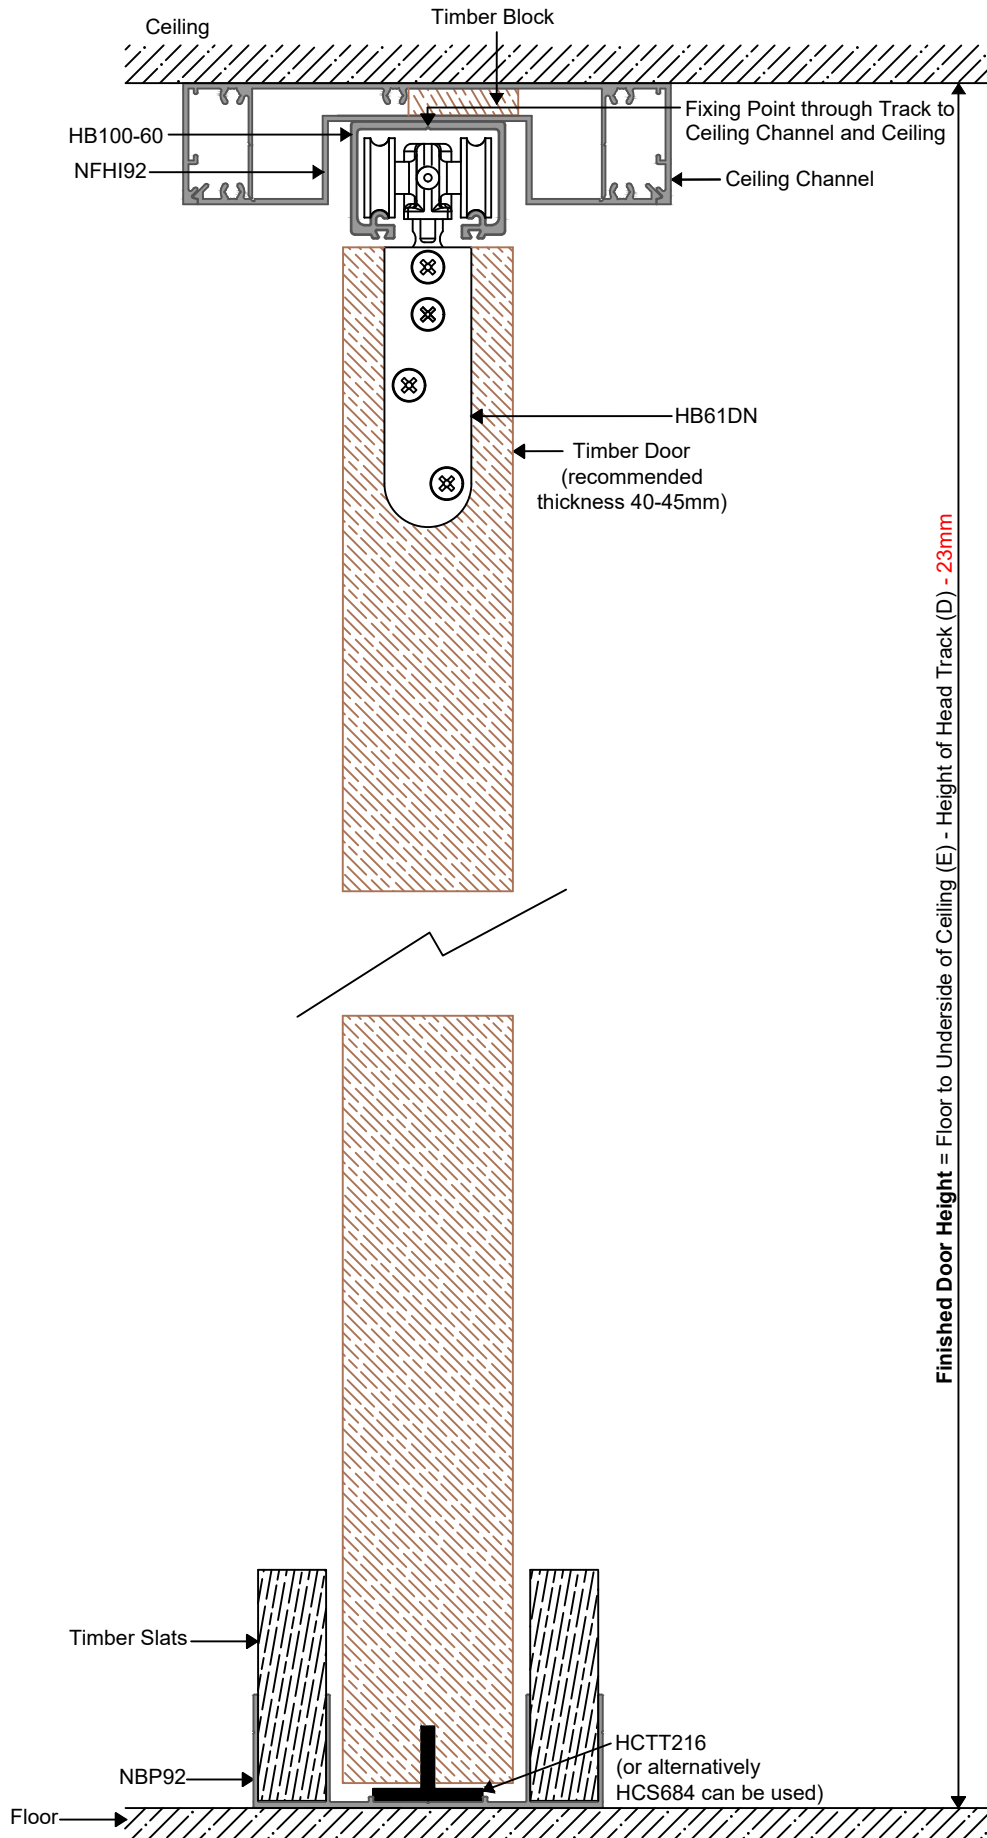 Timber Block
Ceiling
Fixing Point through Track to
Ceiling Channel and Ceiling
HB100-60
NFHI92
Ceiling Channel
HB61DN
Timber Door
(recommended
thickness 40-45mm)
Finished Door Height = Floor to Underside of Ceiling (E) - Height of Head Track (D) - 23mm
Timber Slats
HCTT216
(or alternatively
HCS684 can be used)
NBP92
Floor